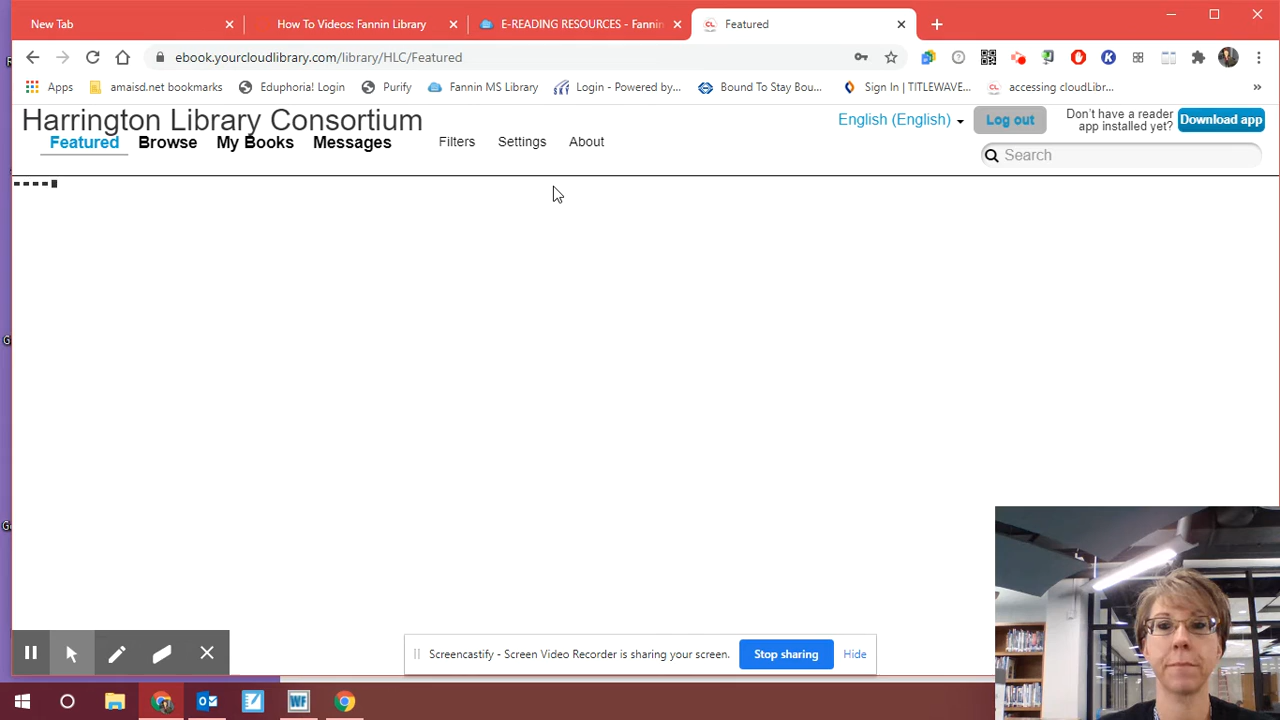 New Tab
How To Videos: Fannin Library
E-READING RESOURCES - Fannin
Featured
ebook.yourcloudlibrary.com/library/HLC/Featured
Apps
amaisd.net bookmarks
Eduphoria! Login
Purify
Fannin MS Library
Login - Powered by...
Bound To Stay Bou...
Sign In | TITLEWAVE...
accessing cloudLibr...
Harrington Library Consortium
English (English)
Log out
Don't have a reader
app installed yet?
Download app
Featured
Browse
My Books
Messages
Filters
Settings
About
Search
Screencastify - Screen Video Recorder is sharing your screen.
Stop sharing
Hide